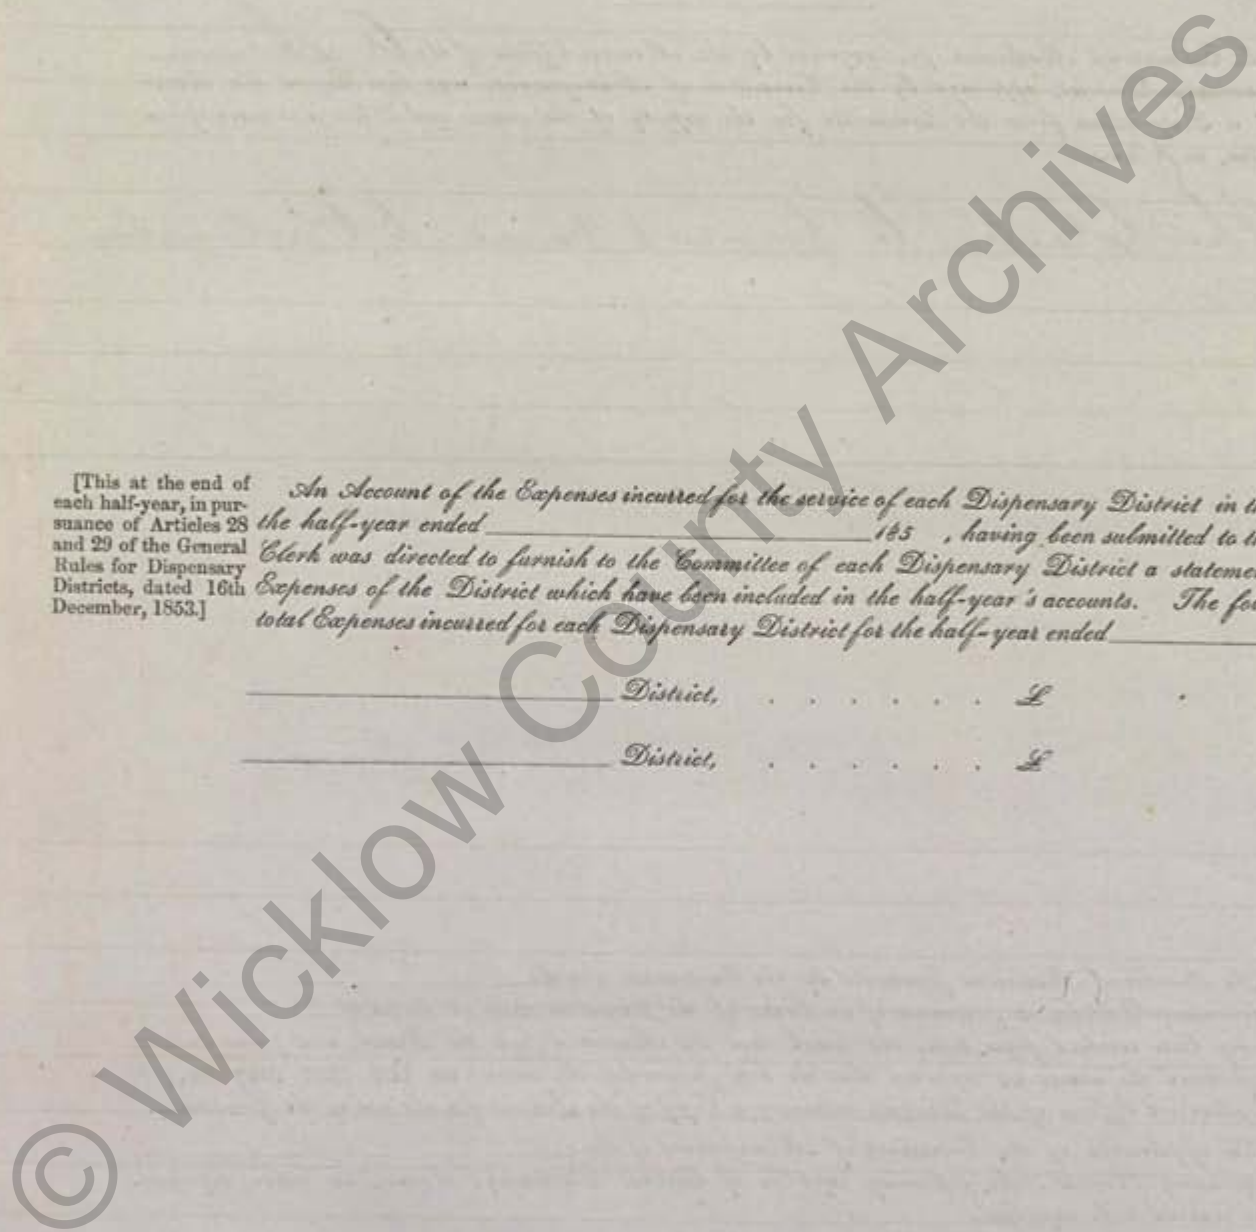 [This at the end of
each half-year, in pur-
suance of Articles 28
and 29 of the General
Rules for Dispensary
Districts, dated 16th
December, 1853.]
An Account of the Expenses incurred for the service of each Dispensary District in
the half-year ended 185 , having been submitted to
Clerk was directed to furnish to the Committee of each Dispensary District a
Expenses of the District which have been included in the half-year's accounts. The
total Expenses incurred for each Dispensary District for the half-year ended
District, . . . . . . £ .
District, . . . . . . £
© Wicklow County Archives